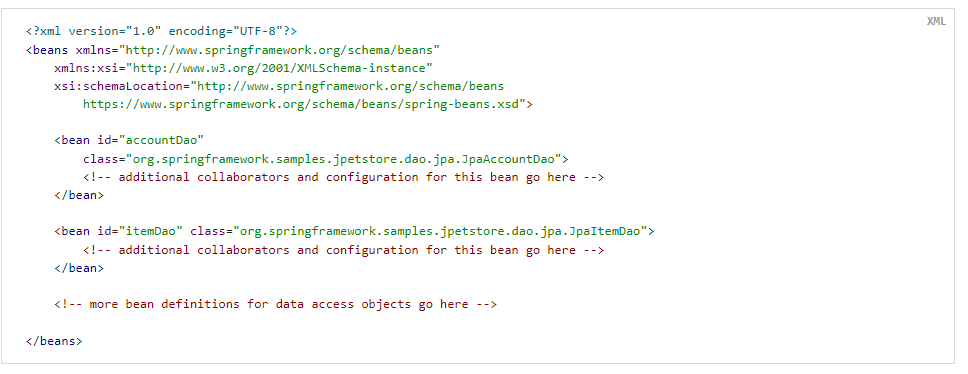 XML
<?xml version="1.0" encoding="UTF-8"?>
<beans xmlns="http://www.springframework.org/schema/beans"
    xmlns:xsi="http://www.w3.org/2001/XMLSchema-instance"
    xsi:schemaLocation="http://www.springframework.org/schema/beans
        https://www.springframework.org/schema/beans/spring-beans.xsd">

    <bean id="accountDao"
        class="org.springframework.samples.jpetstore.dao.jpa.JpaAccountDao">
        <!-- additional collaborators and configuration for this bean go here -->
    </bean>

    <bean id="itemDao" class="org.springframework.samples.jpetstore.dao.jpa.JpaItemDao">
        <!-- additional collaborators and configuration for this bean go here -->
    </bean>

    <!-- more bean definitions for data access objects go here -->

</beans>